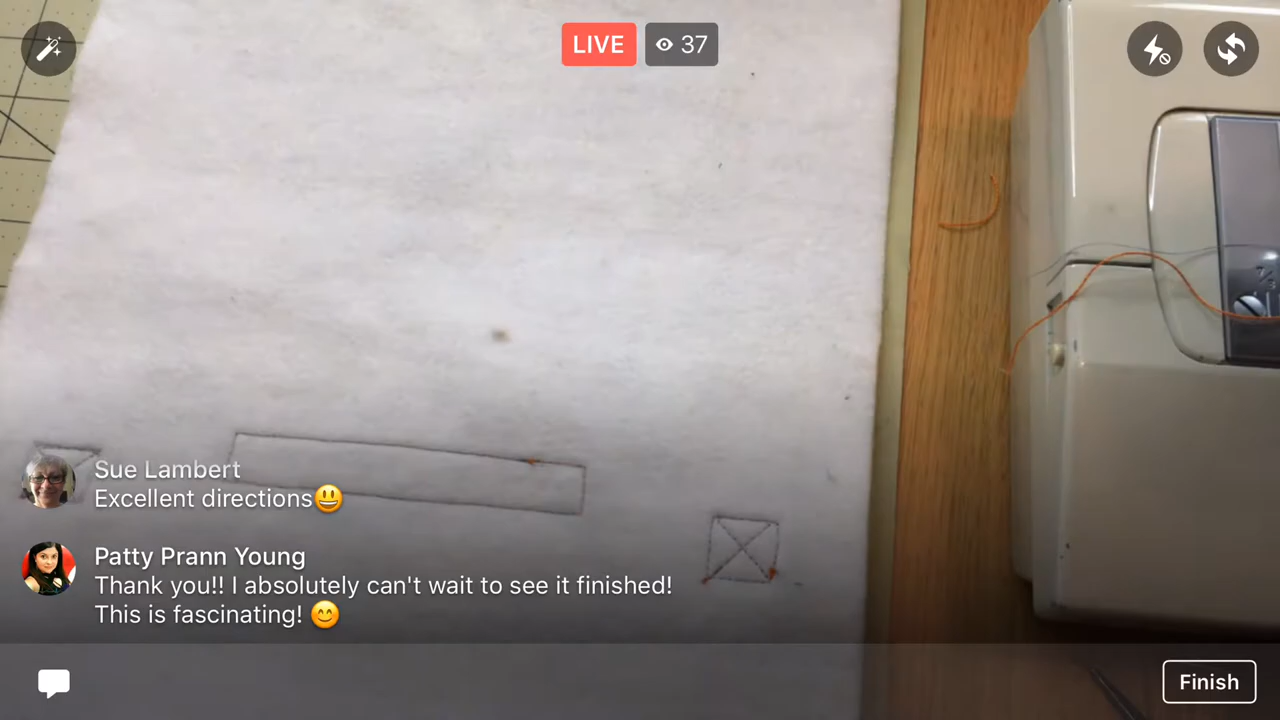 LIVE 37
Sue Lambert
Excellent directions😃
Patty Prann Young
Thank you!! I absolutely can't wait to see it finished!
This is fascinating! 😊
Finish